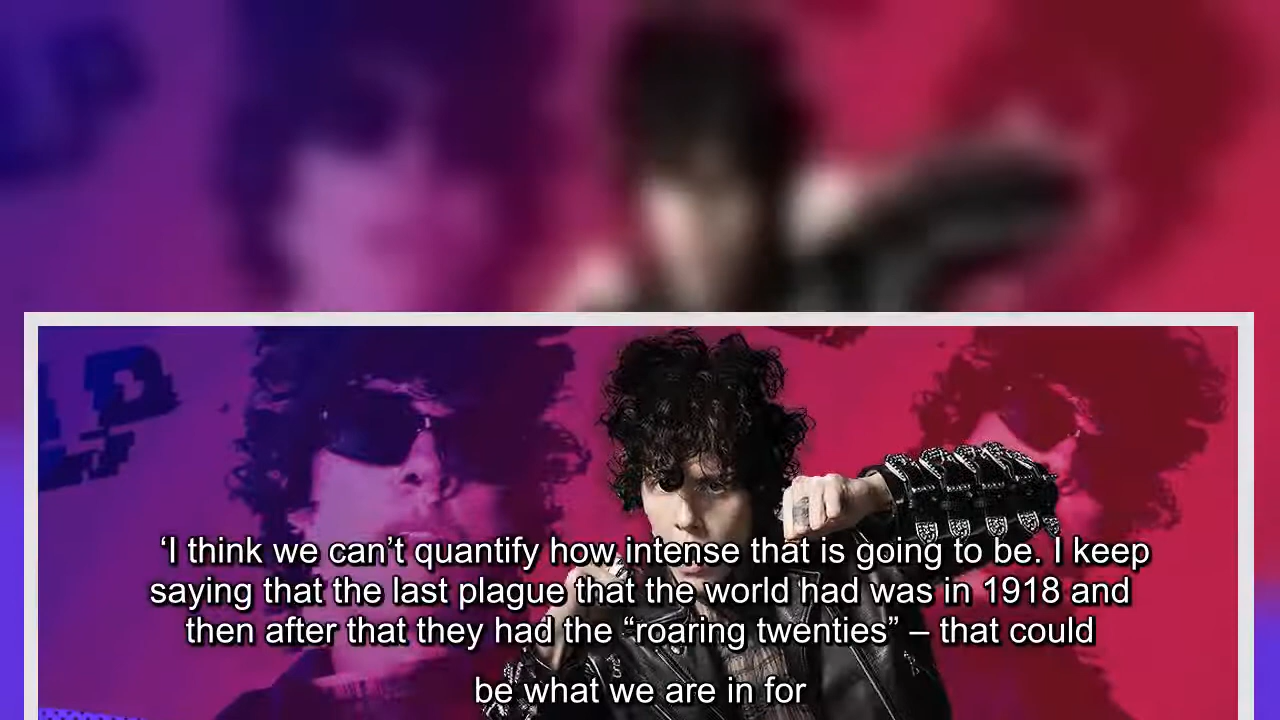 LP
‘I think we can’t quantify how intense that is going to be. I keep
saying that the last plague that the world had was in 1918 and
then after that they had the “roaring twenties” – that could
be what we are in for